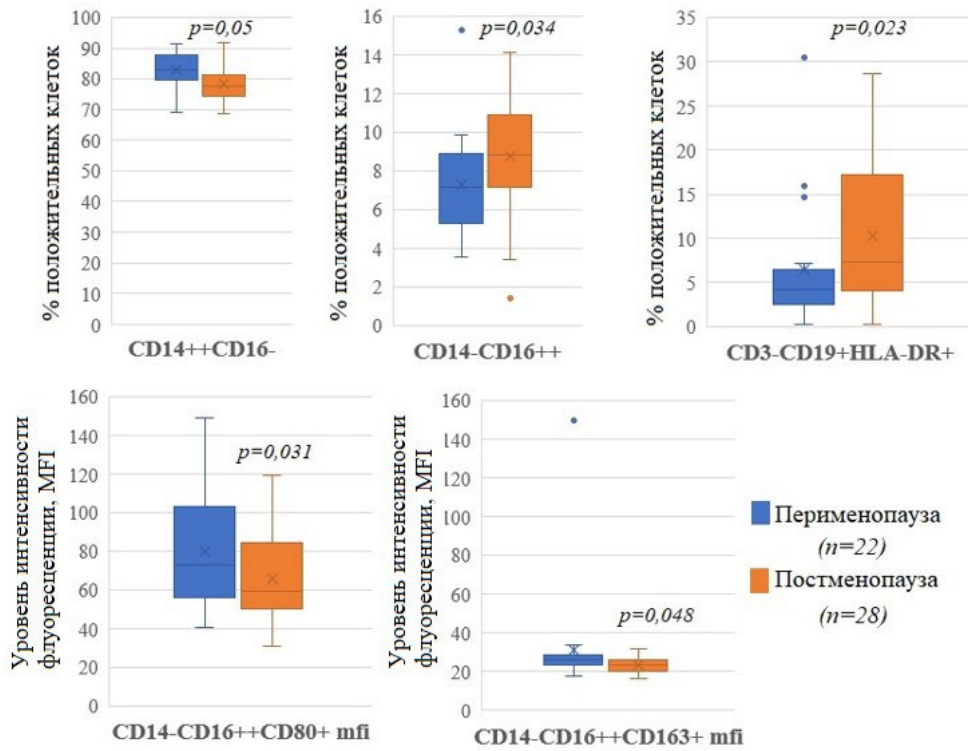 % положительных клеток
100
90
80
70
60
50
40
30
20
10
0
p=0,05
CD14++CD16-
% положительных клеток
16
14
12
10
8
6
4
2
0
p=0,034
CD14-CD16++
% положительных клеток
35
30
25
20
15
10
5
0
p=0,023
CD3-CD19+HLA-DR+
Уровень интенсивности
флуоресценции, MFI
160
140
120
100
80
60
40
20
0
p=0,031
CD14-CD16++CD80+ mfi
Уровень интенсивности
флуоресценции, MFI
160
140
120
100
80
60
40
20
0
p=0,048
CD14-CD16++CD163+ mfi
Перименопауза
(n=22)
Постменопауза
(n=28)